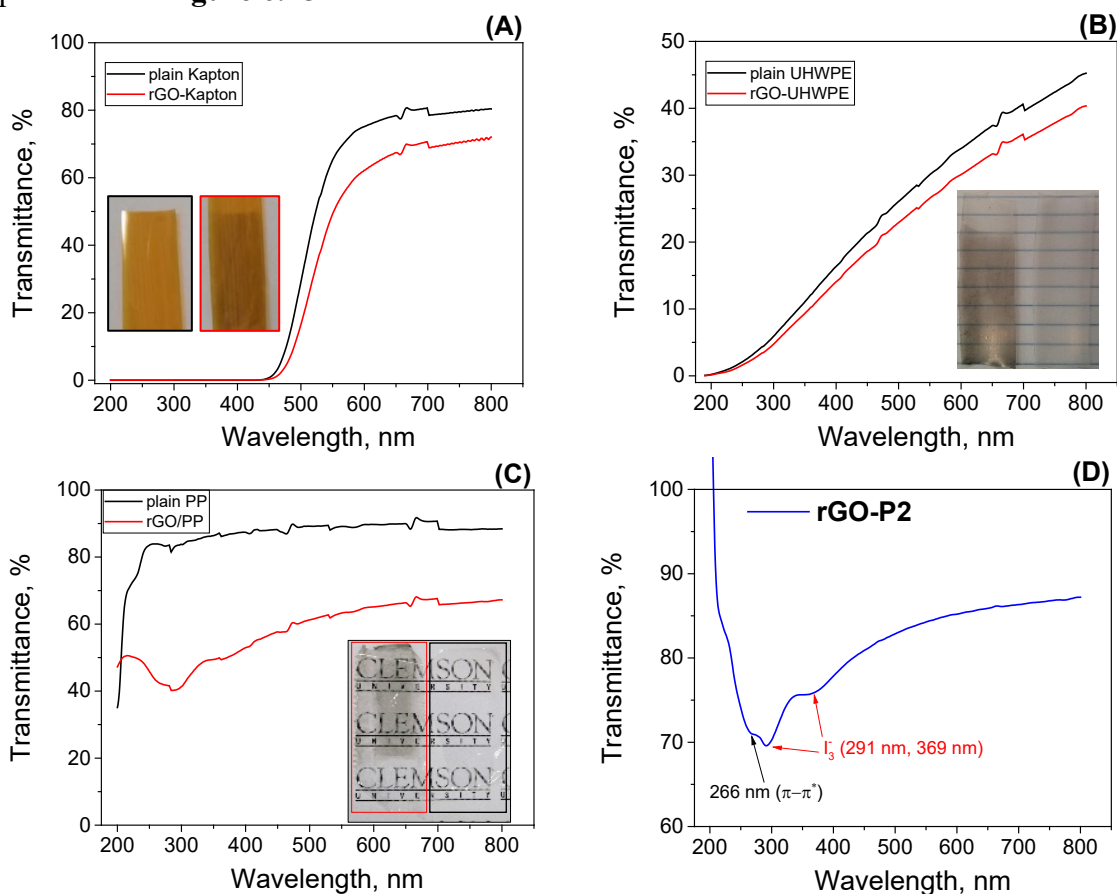 (A)
100
80
60
40
20
0
Transmittance, %
plain Kapton
rGO-Kapton
200 300 400 500 600 700 800
Wavelength, nm
(B)
50
40
30
20
10
0
Transmittance, %
plain UHWPE
rGO-UHWPE
200 300 400 500 600 700 800
Wavelength, nm
(C)
100
80
60
40
20
0
Transmittance, %
plain PP
rGO/PP
CLEMSON C
UNIVERSITY U
CLEMSON C
UNIVERSITY U
CLEMSON C
UNIVERSITY U
200 300 400 500 600 700 800
Wavelength, nm
(D)
100
90
80
70
60
Transmittance, %
rGO-P2
I₃⁻ (291 nm, 369 nm)
266 nm (π−π*)
200 300 400 500 600 700 800
Wavelength, nm